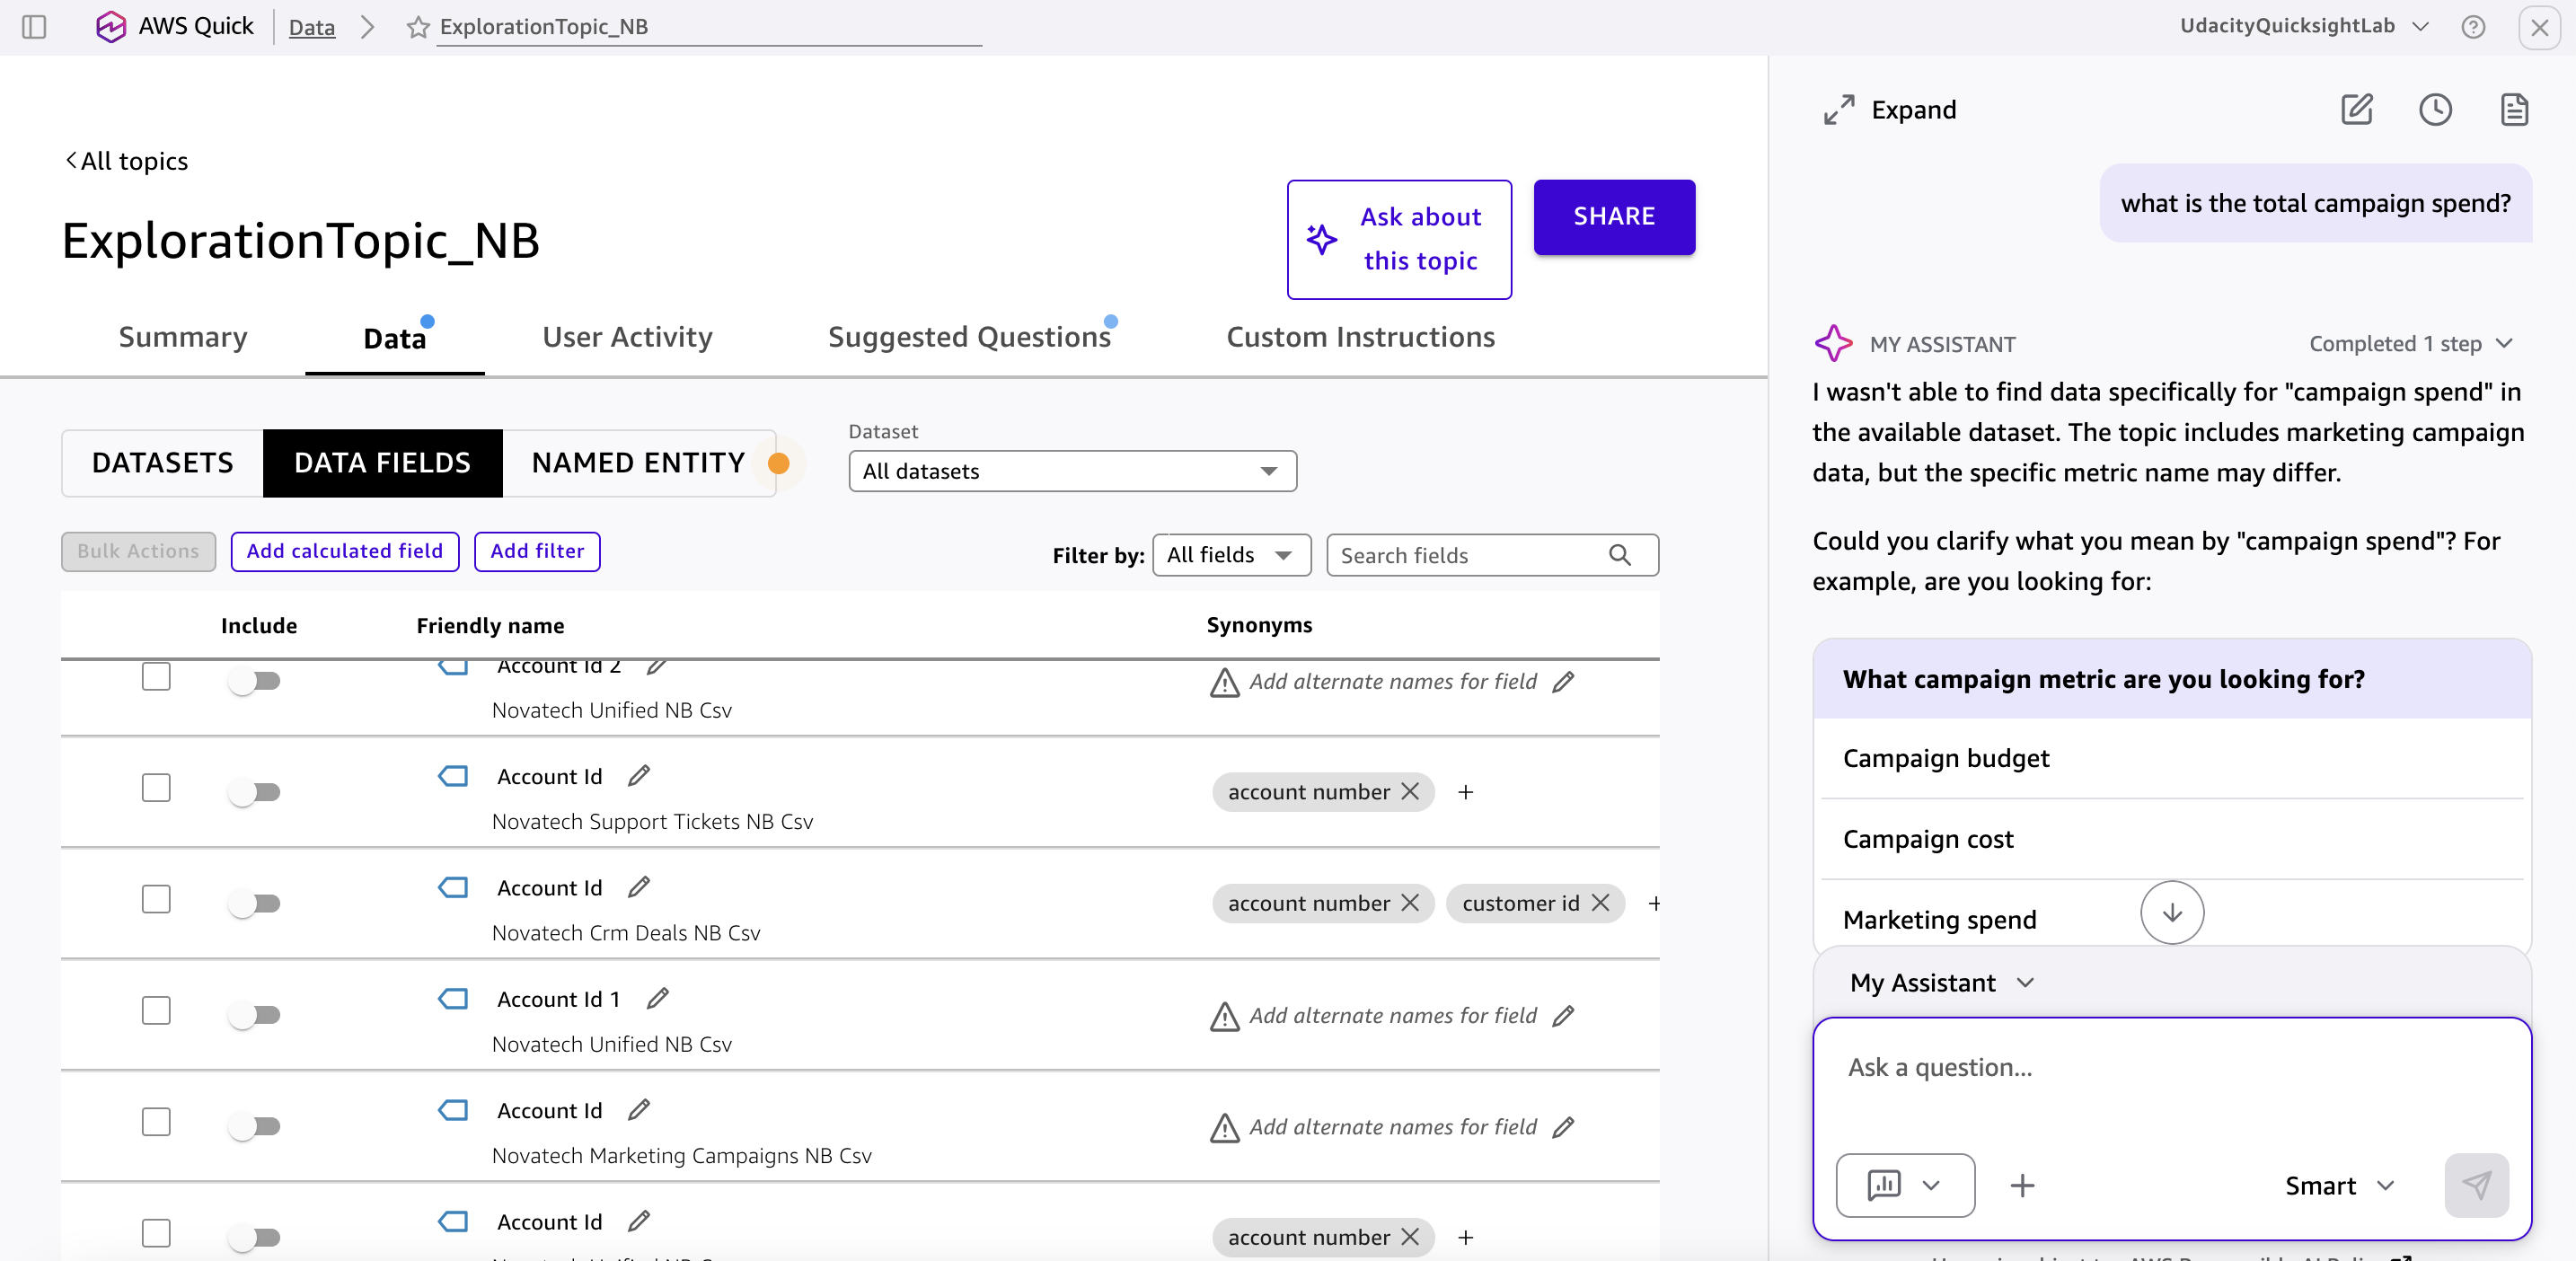 AWS Quick
Data
ExplorationTopic_NB
UdacityQuicksightLab
All topics
ExplorationTopic_NB
Ask about
this topic
SHARE
Summary
Data
User Activity
Suggested Questions
Custom Instructions
DATASETS
DATA FIELDS
NAMED ENTITY
Dataset
All datasets
Bulk Actions
Add calculated field
Add filter
Filter by:
All fields
Search fields
Include
Friendly name
Synonyms
Account Id 2
Add alternate names for field
Novatech Unified NB Csv
Account Id
account number
Novatech Support Tickets NB Csv
Account Id
account number
customer id
Novatech Crm Deals NB Csv
Account Id 1
Add alternate names for field
Novatech Unified NB Csv
Account Id
Add alternate names for field
Novatech Marketing Campaigns NB Csv
Account Id
account number
Expand
what is the total campaign spend?
MY ASSISTANT
Completed 1 step
I wasn't able to find data specifically for "campaign spend" in
the available dataset. The topic includes marketing campaign
data, but the specific metric name may differ.
Could you clarify what you mean by "campaign spend"? For
example, are you looking for:
What campaign metric are you looking for?
Campaign budget
Campaign cost
Marketing spend
My Assistant
Ask a question...
Smart